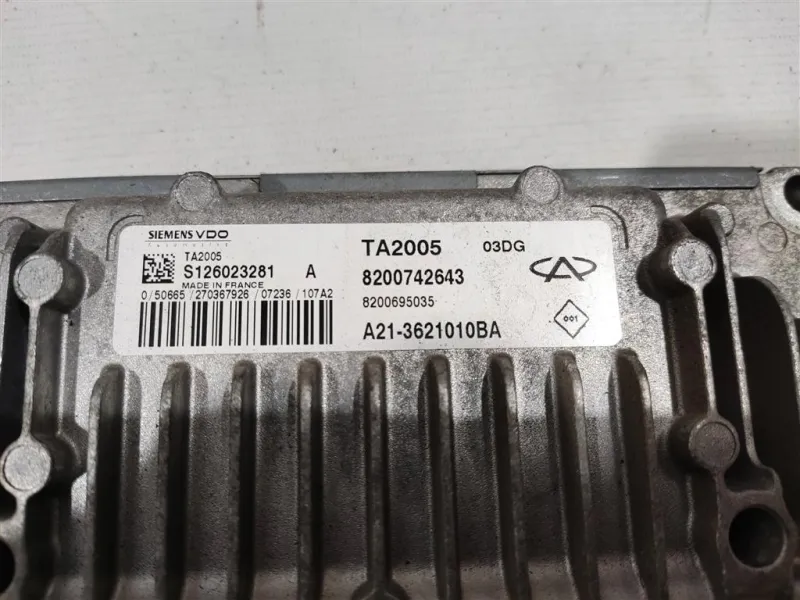 SIEMENS VDO
Automotive
TA2005
S126023281 A
MADE IN FRANCE
0/50665/270367926/07236/107A2
TA2005 03DG
8200742643
8200695035
A21-3621010BA
001